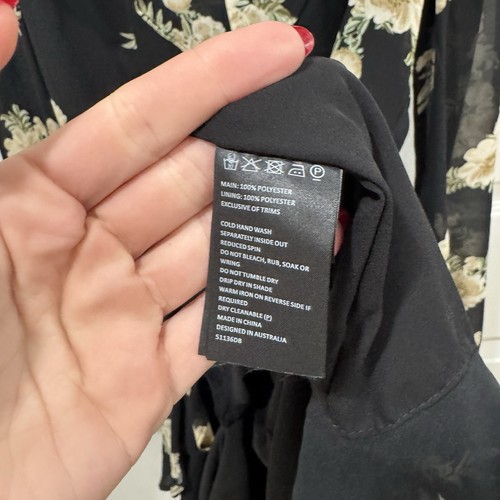 MAIN: 100% POLYESTER
LINING: 100% POLYESTER
EXCLUSIVE OF TRIMS
COLD HAND WASH
SEPARATELY INSIDE OUT
REDUCED SPIN
DO NOT BLEACH, RUB, SOAK OR
WRING
DO NOT TUMBLE DRY
DRIP DRY IN SHADE
WARM IRON ON REVERSE SIDE IF
REQUIRED
DRY CLEANABLE (P)
MADE IN CHINA
DESIGNED IN AUSTRALIA
S1136DB